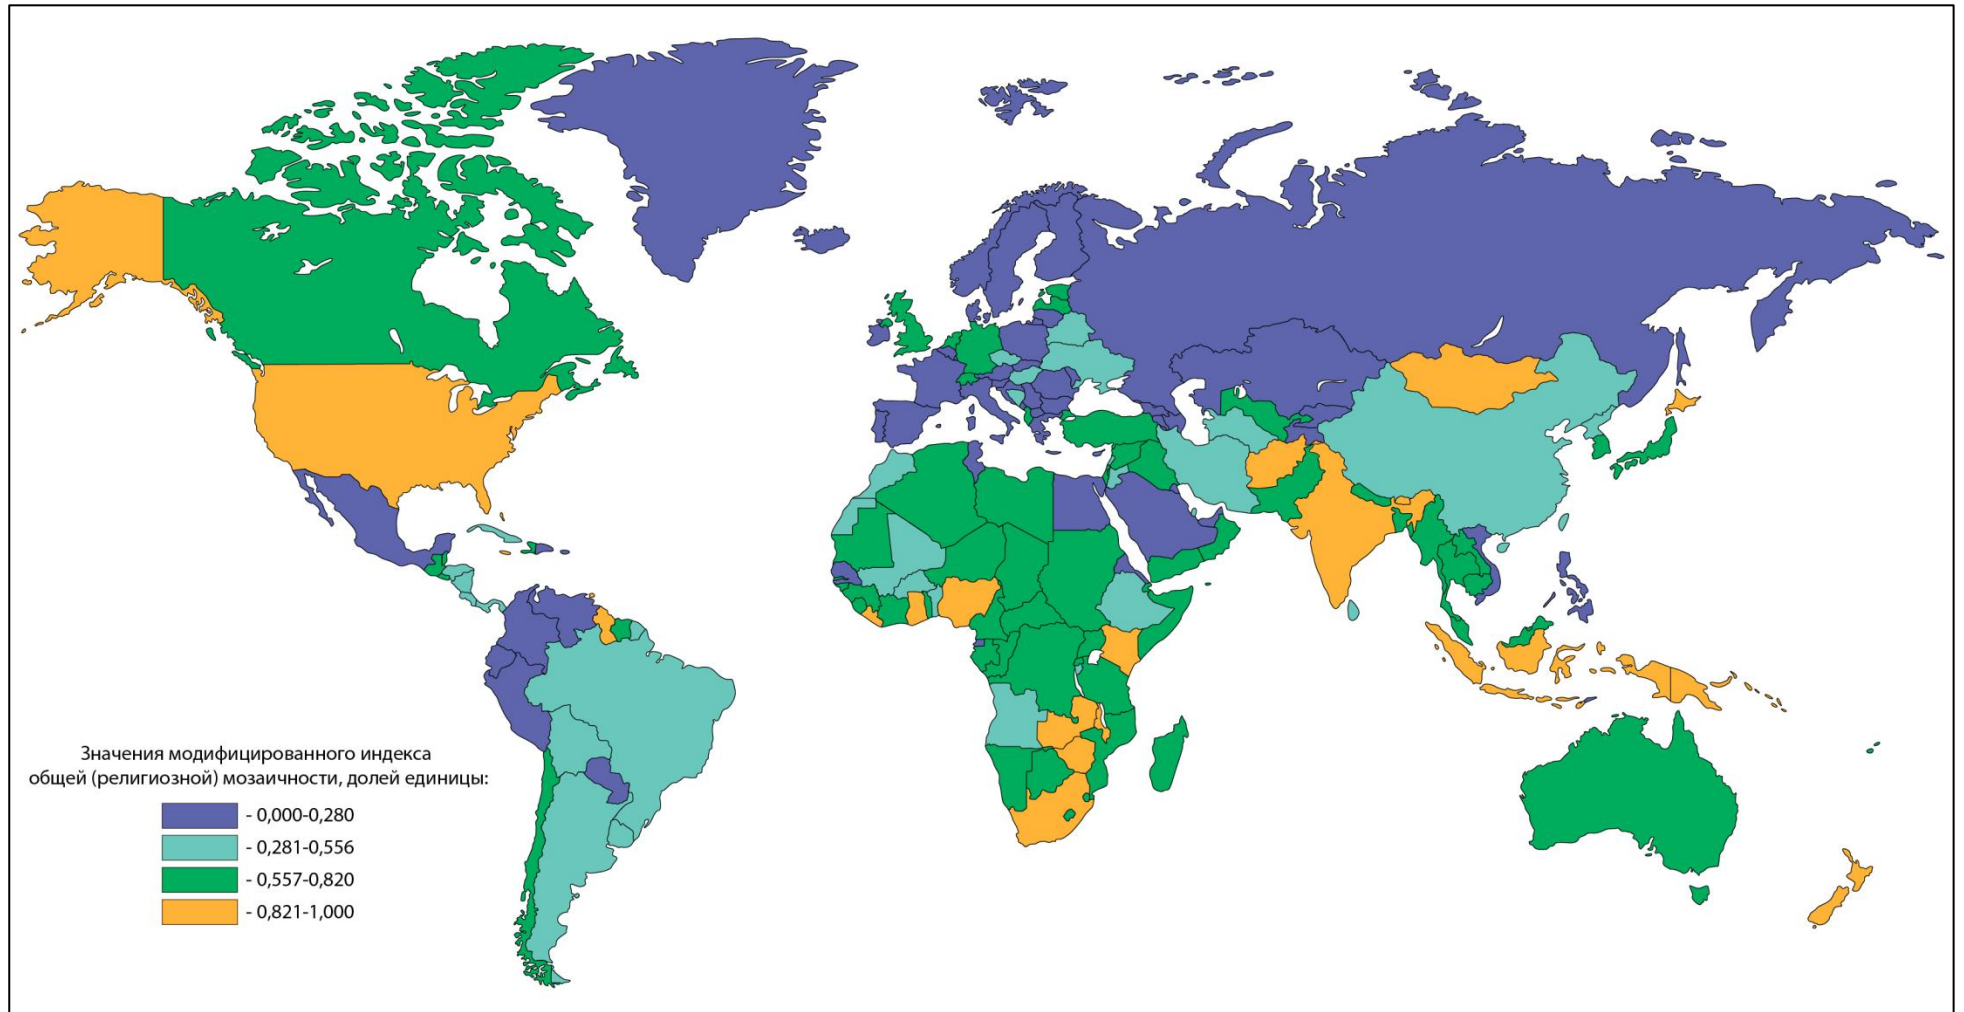 Значения модифицированного индекса
общей (религиозной) мозаичности, долей единицы:
- 0,000-0,280
- 0,281-0,556
- 0,557-0,820
- 0,821-1,000